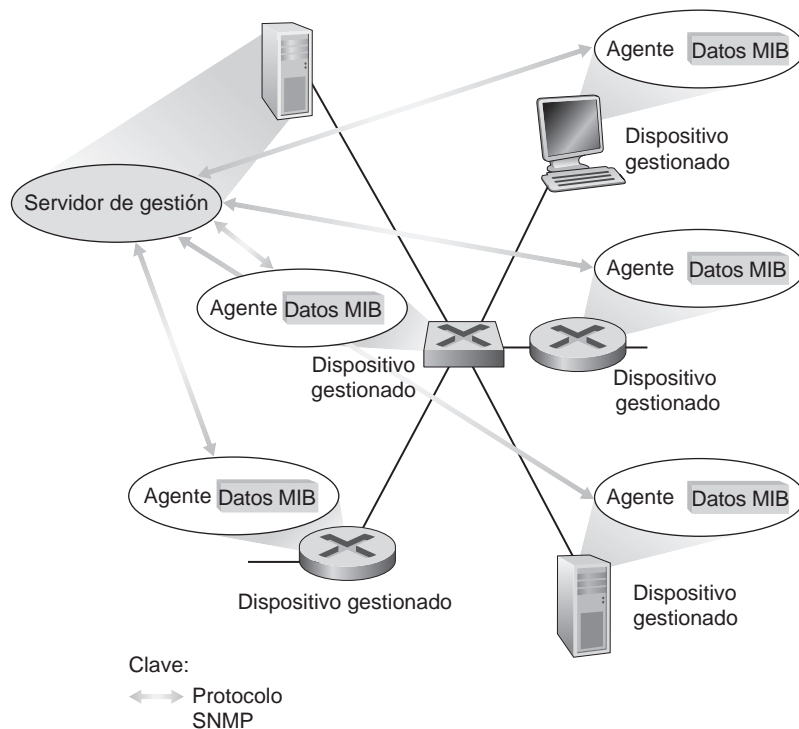 Agente Datos MIB
Dispositivo
gestionado
Servidor de gestión
Agente Datos MIB
Agente Datos MIB
Dispositivo
gestionado
Dispositivo
gestionado
Agente Datos MIB
Agente Datos MIB
Dispositivo gestionado
Dispositivo
gestionado
Clave:
Protocolo
SNMP